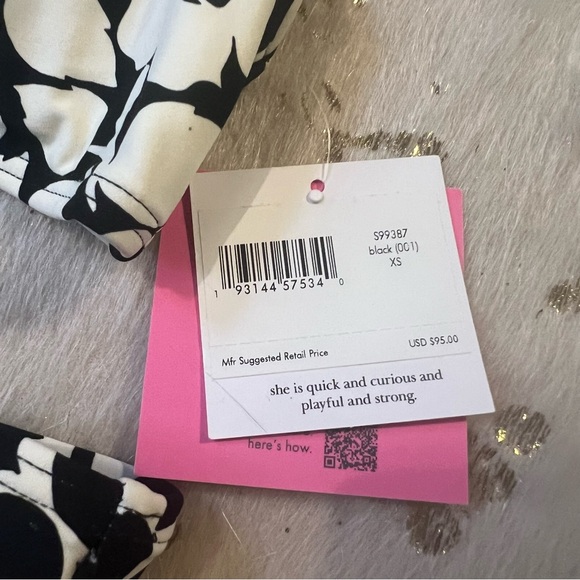 S99387
black (001)
XS
1 93144 57534 0
Mfr Suggested Retail Price USD $95.00
she is quick and curious and
playful and strong.
here's how.